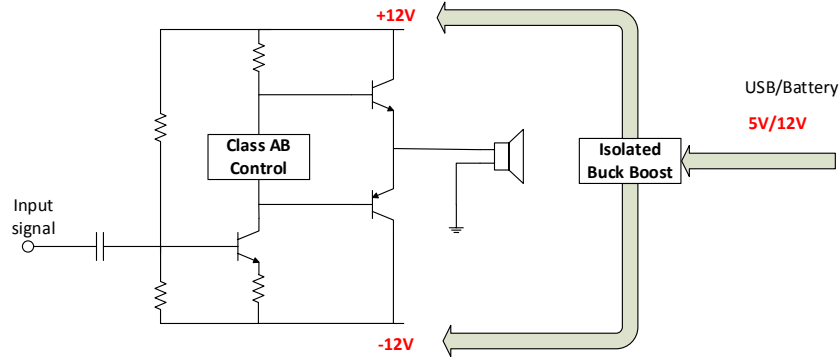 +12V
USB/Battery
5V/12V
Class AB
Control
Isolated
Buck Boost
Input
signal
-12V